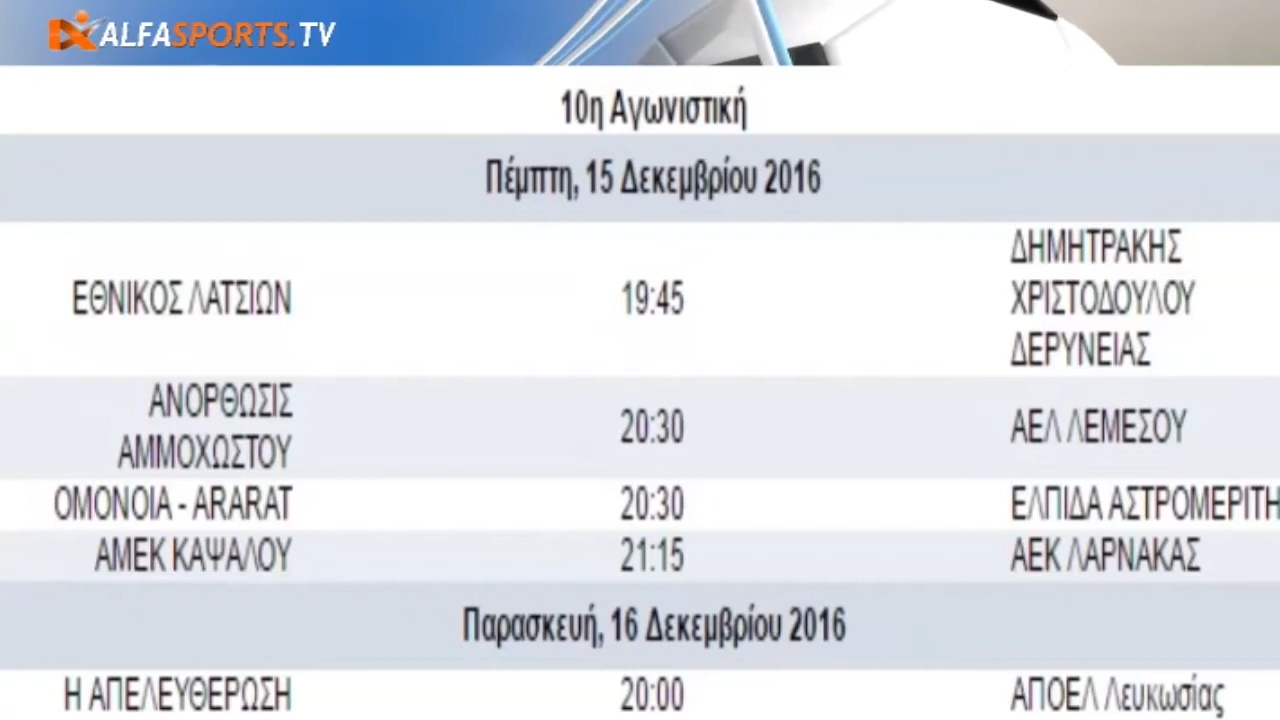 ALFASPORTS.TV
10η Αγωνιστική
Πέμπτη, 15 Δεκεμβρίου 2016
ΕΘΝΙΚΟΣ ΛΑΤΣΙΩΝ 19:45 ΔΗΜΗΤΡΑΚΗΣ
ΧΡΙΣΤΟΔΟΥΛΟΥ
ΔΕΡΥΝΕΙΑΣ
ΑΝΟΡΘΩΣΙΣ
ΑΜΜΟΧΩΣΤΟΥ 20:30 ΑΕΛ ΛΕΜΕΣΟΥ
ΟΜΟΝΟΙΑ - ARARAT 20:30 ΕΛΠΙΔΑ ΑΣΤΡΟΜΕΡΙΤΗ
ΑΜΕΚ ΚΑΨΑΛΟΥ 21:15 ΑΕΚ ΛΑΡΝΑΚΑΣ
Παρασκευή, 16 Δεκεμβρίου 2016
Η ΑΠΕΛΕΥΘΕΡΩΣΗ 20:00 ΑΠΟΕΛ Λευκωσίας